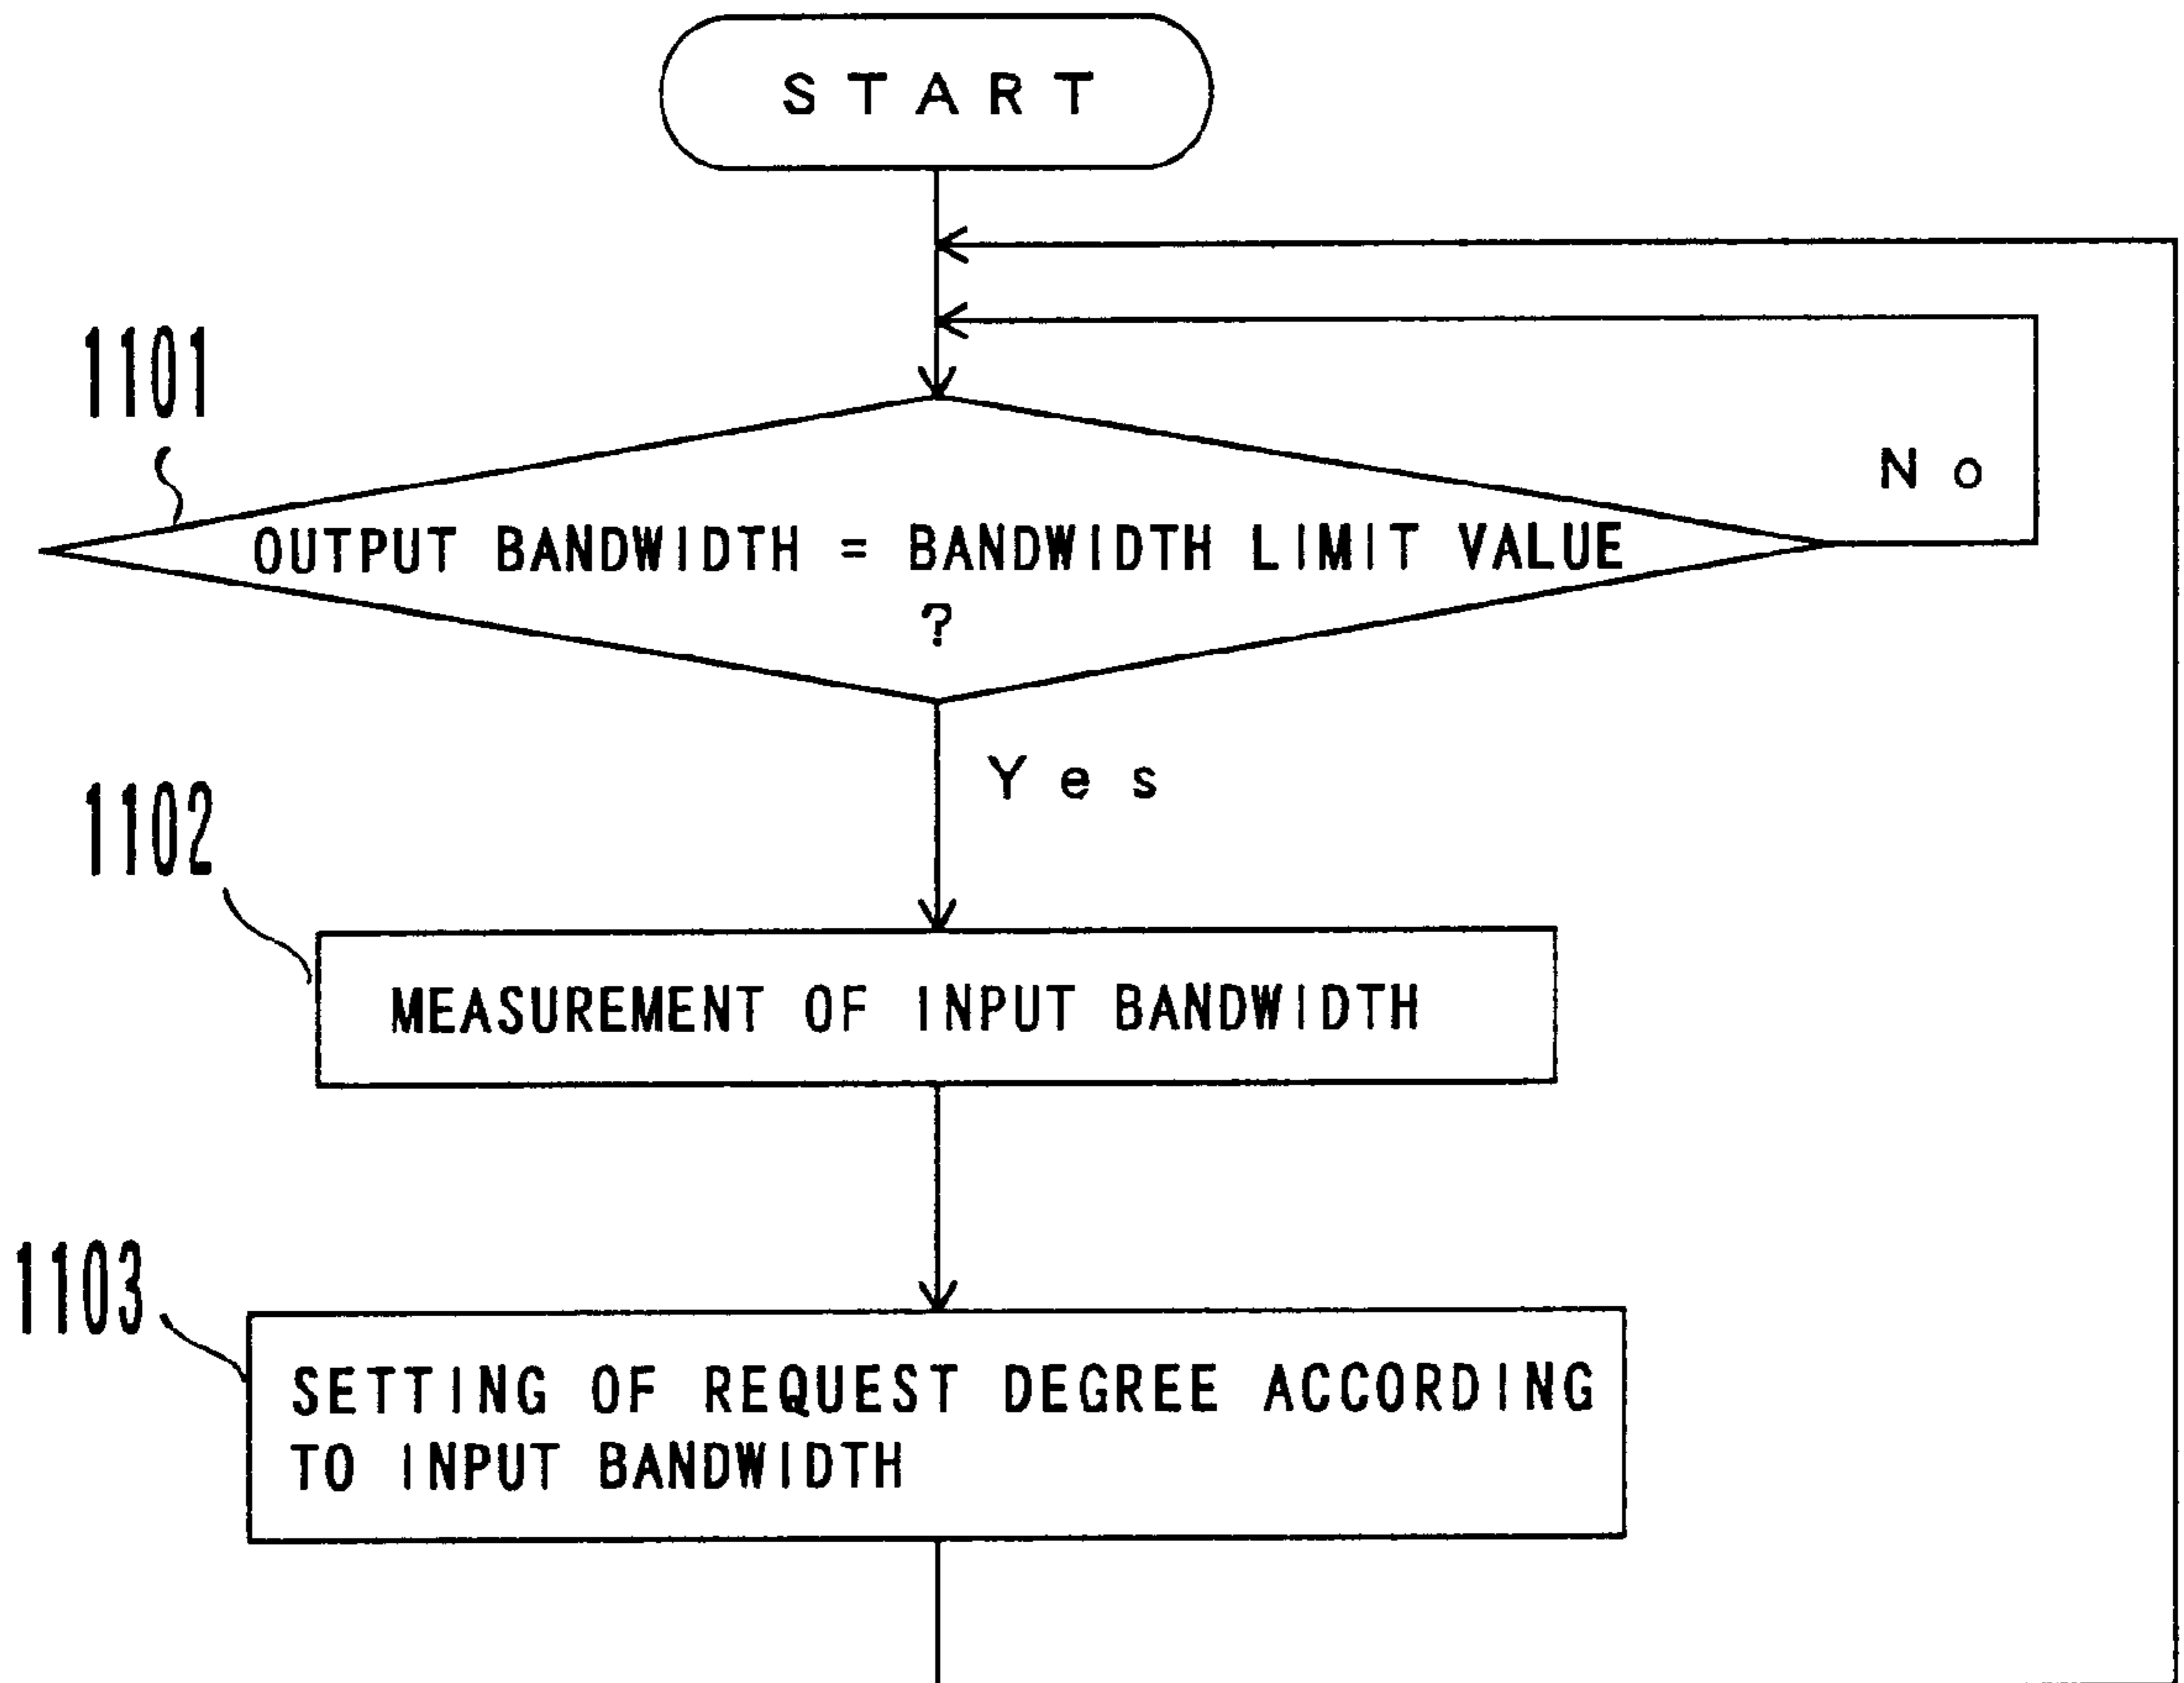 START
1101
No
OUTPUT BANDWIDTH = BANDWIDTH LIMIT VALUE
?
Yes
1102
MEASUREMENT OF INPUT BANDWIDTH
1103
SETTING OF REQUEST DEGREE ACCORDING
TO INPUT BANDWIDTH